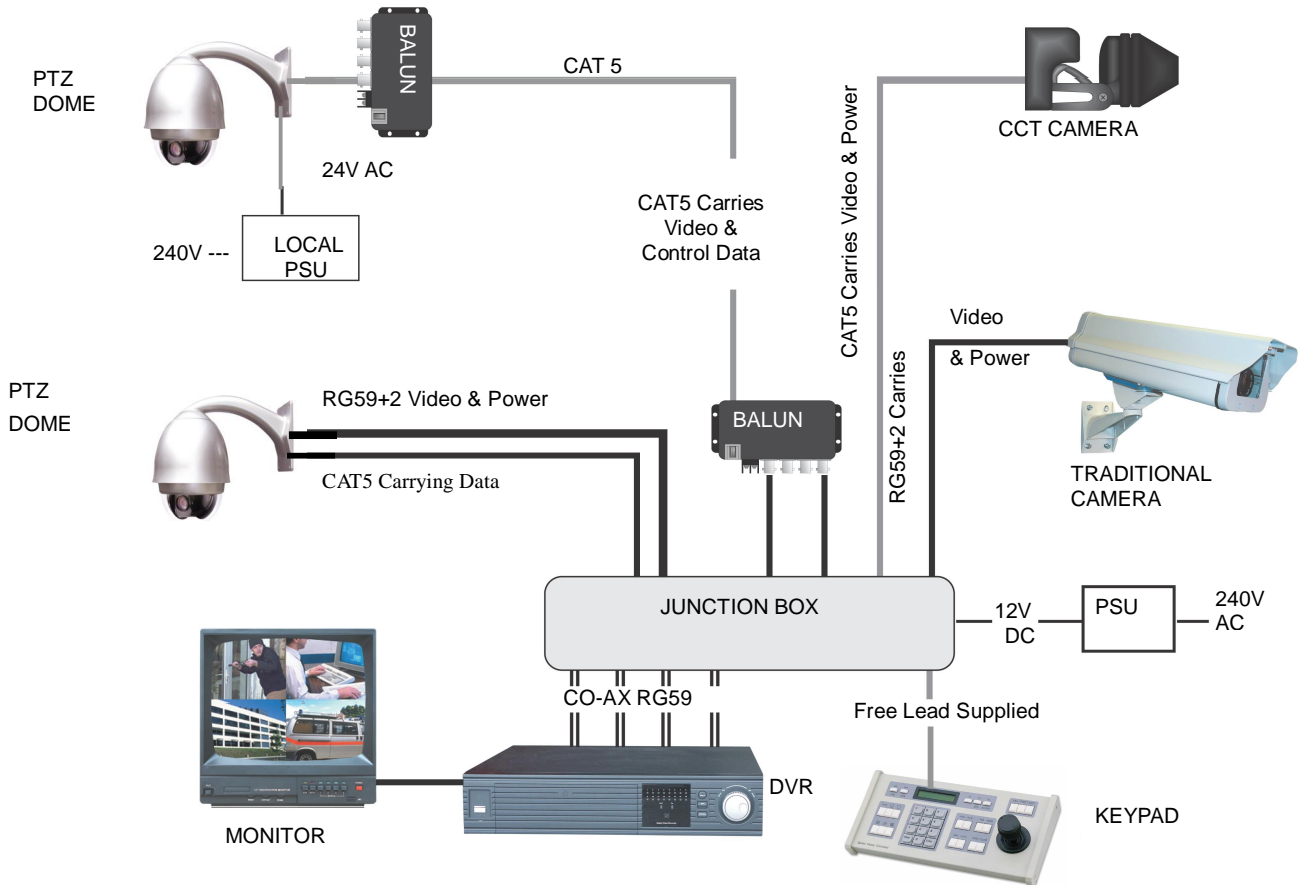 PTZ
DOME
BALUN
CAT 5
24V AC
240V ---
LOCAL
PSU
CAT5 Carries
Video &
Control Data
CAT5 Carries Video & Power
CCT CAMERA
RG59+2 Carries
Video
& Power
TRADITIONAL
CAMERA
PTZ
DOME
RG59+2 Video & Power
CAT5 Carrying Data
BALUN
JUNCTION BOX
12V
DC
PSU
240V
AC
CO-AX RG59
Free Lead Supplied
MONITOR
DVR
KEYPAD